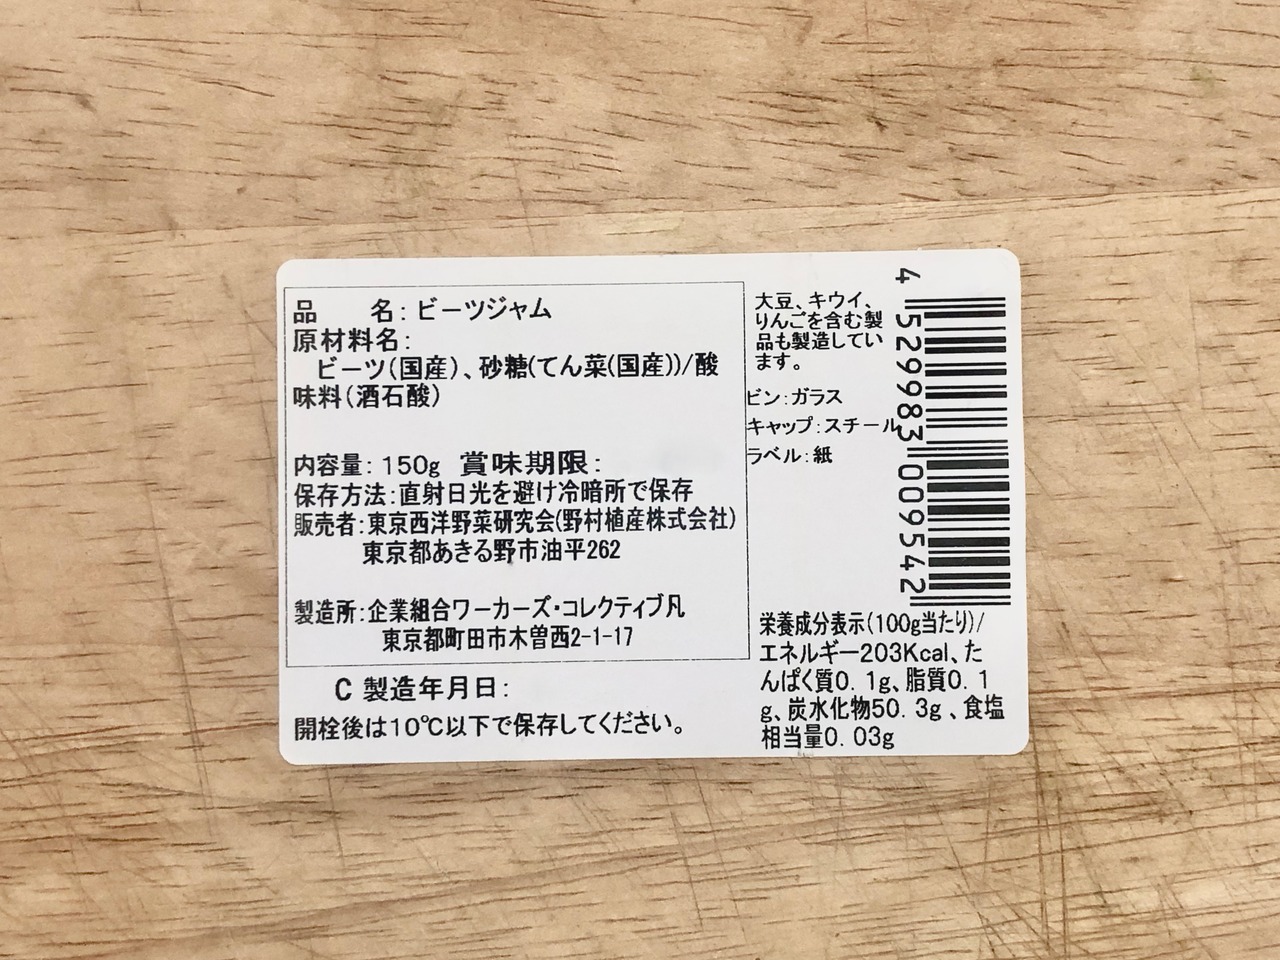 品　　名：ビーツジャム
原材料名：
ビーツ(国産)、砂糖(てん菜(国産))/酸
味料(酒石酸)
内容量：150g 賞味期限：
保存方法：直射日光を避け冷暗所で保存
販売者：東京西洋野菜研究会(野村植産株式会社)
東京都あきる野市油平262
製造所：企業組合ワーカーズ・コレクティブ凡
東京都町田市木曽西2-1-17
C 製造年月日：
開栓後は10℃以下で保存してください。
大豆、キウイ、
りんごを含む製
品も製造してい
ます。
ビン：ガラス
キャップ：スチール
ラベル：紙
4 529983 009542
栄養成分表示(100g当たり)/
エネルギー203Kcal、た
んぱく質0.1g、脂質0.1
g、炭水化物50.3g、食塩
相当量0.03g